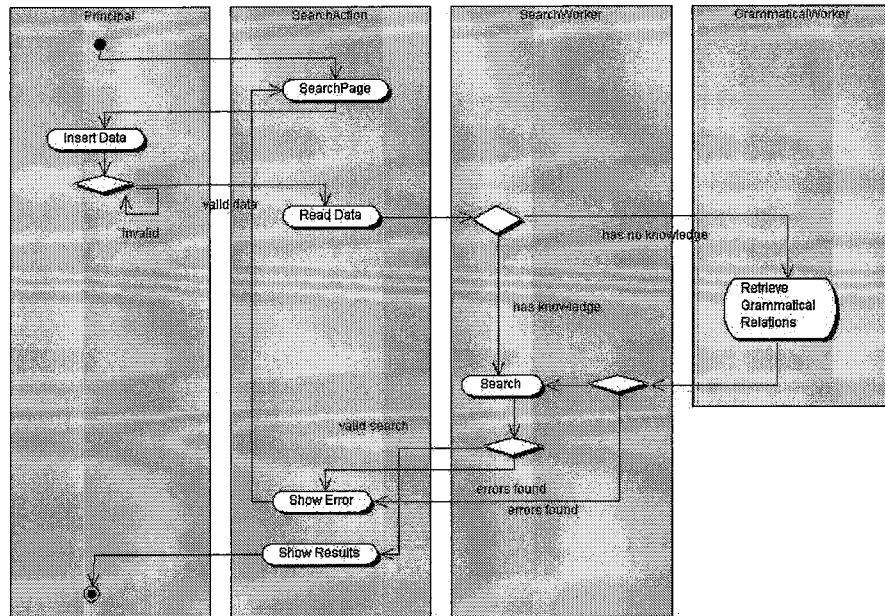 Principal
SearchAction
SearchWorker
GrammaticalWorker
SearchPage
Insert Data
valid data
Invalid
Read Data
has no knowledge
has knowledge
Retrieve
Grammatical
Relations
Search
valid search
errors found
errors found
Show Error
Show Results